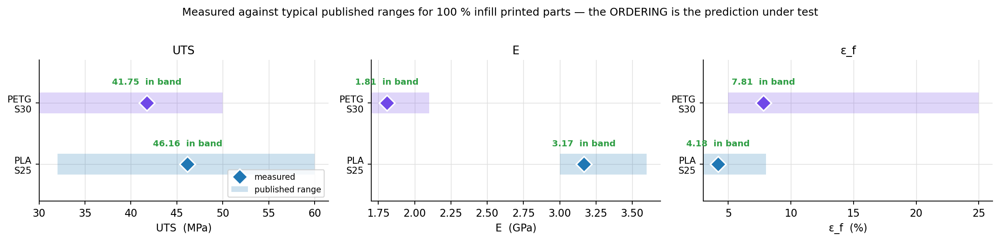 Measured against typical published ranges for 100 % infill printed parts — the ORDERING is the prediction under test
UTS
41.75  in band
PETG
S30
46.16  in band
PLA
S25
measured
published range
30 35 40 45 50 55 60
UTS  (MPa)
E
1.81  in band
PETG
S30
3.17  in band
PLA
S25
1.75 2.00 2.25 2.50 2.75 3.00 3.25 3.50
E  (GPa)
ε_f
7.81  in band
PETG
S30
4.18  in band
PLA
S25
5 10 15 20 25
ε_f  (%)